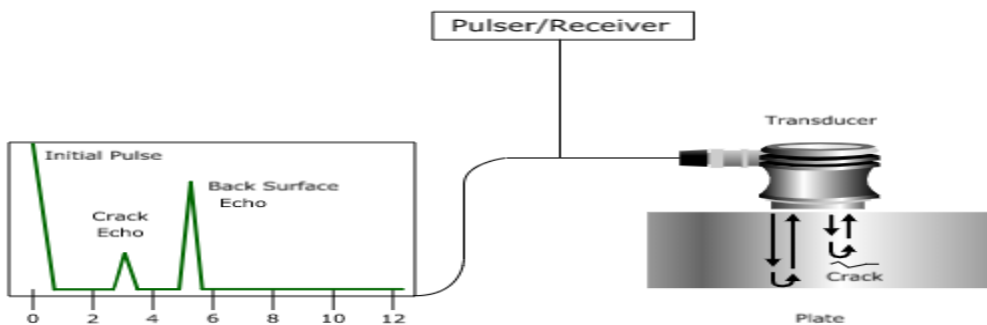 Pulser/Receiver
Transducer
Initial Pulse
Back Surface
Echo
Crack
Echo
Crack
0 2 4 6 8 10 12
Plate